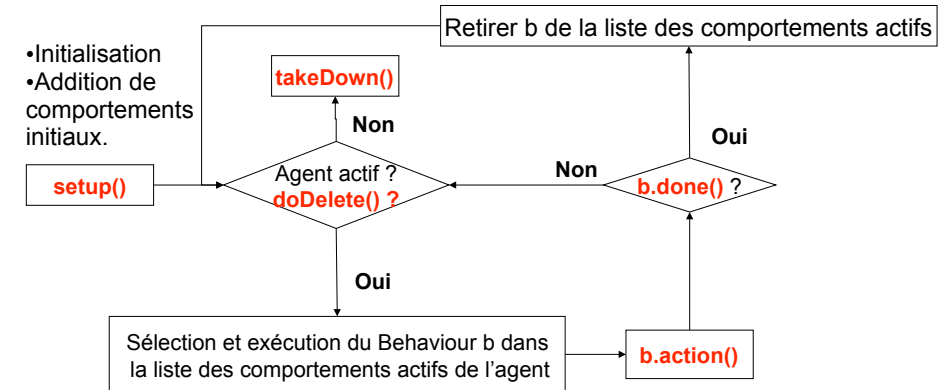 Retirer b de la liste des comportements actifs
•Initialisation
•Addition de
comportements
initiaux.
takeDown()
Non
Oui
setup()
Agent actif ?
doDelete() ?
Non
b.done() ?
Oui
Sélection et exécution du Behaviour b dans
la liste des comportements actifs de l’agent
b.action()